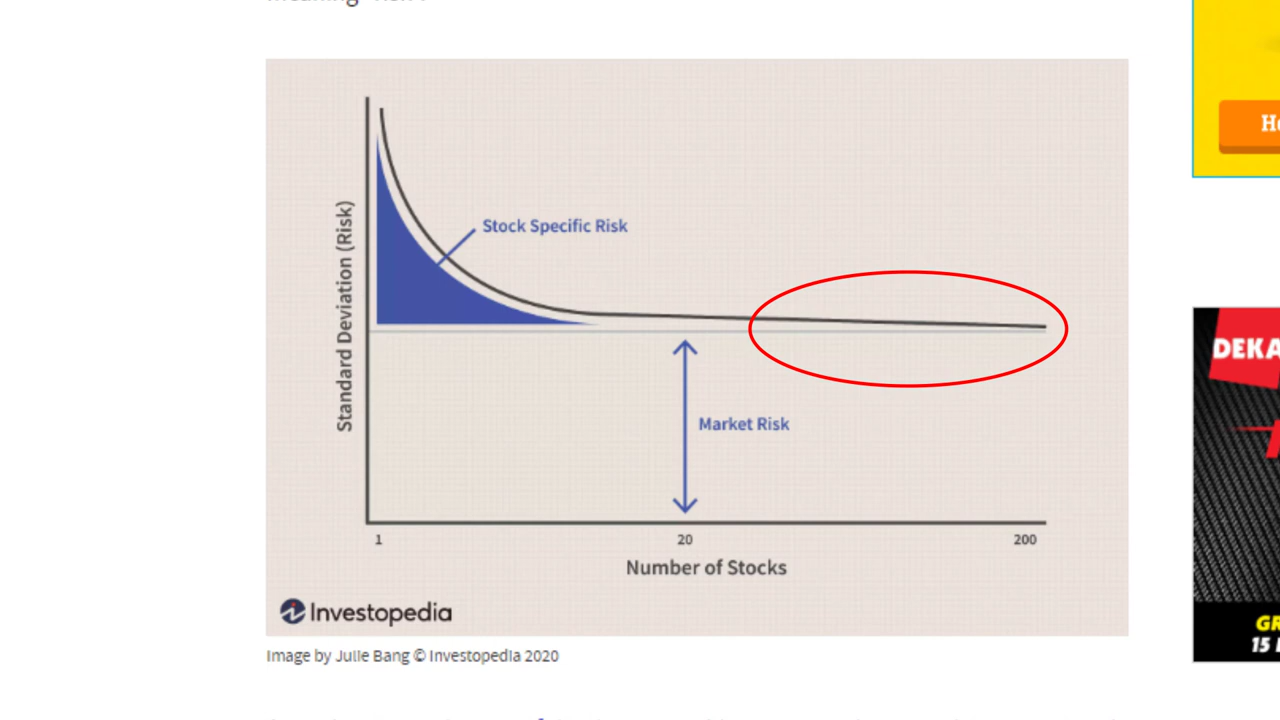 Stock Specific Risk
Standard Deviation (Risk)
Market Risk
1
20
200
Number of Stocks
Investopedia
Image by Julie Bang © Investopedia 2020
DEKA
15